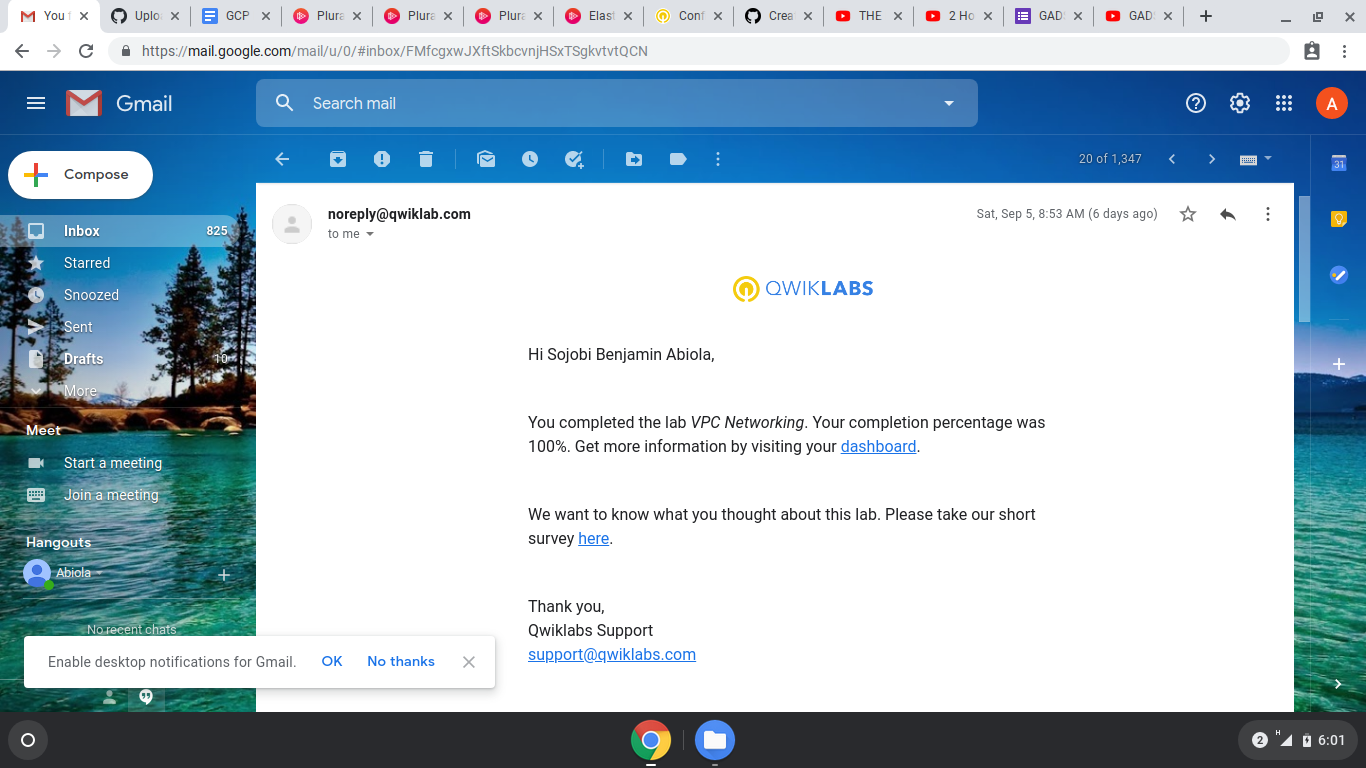 You f
Uploa
GCP
Plura
Plura
Plura
Elast
Conf
Creat
THE
2 Ho
GADS
GADS
https://mail.google.com/mail/u/0/#inbox/FMfcgxwJXftSkbcvnjHSxTSgkvtvtQCN
Gmail
Search mail
A
Compose
20 of 1,347
31
Inbox 825
Starred
Snoozed
Sent
Drafts 10
More
Meet
Start a meeting
Join a meeting
Hangouts
Abiola
No recent chats
noreply@qwiklab.com
Sat, Sep 5, 8:53 AM (6 days ago)
to me
QWIKLABS
Hi Sojobi Benjamin Abiola,
You completed the lab VPC Networking. Your completion percentage was
100%. Get more information by visiting your dashboard.
We want to know what you thought about this lab. Please take our short
survey here.
Thank you,
Qwiklabs Support
support@qwiklabs.com
Enable desktop notifications for Gmail. OK No thanks
2 H 6:01